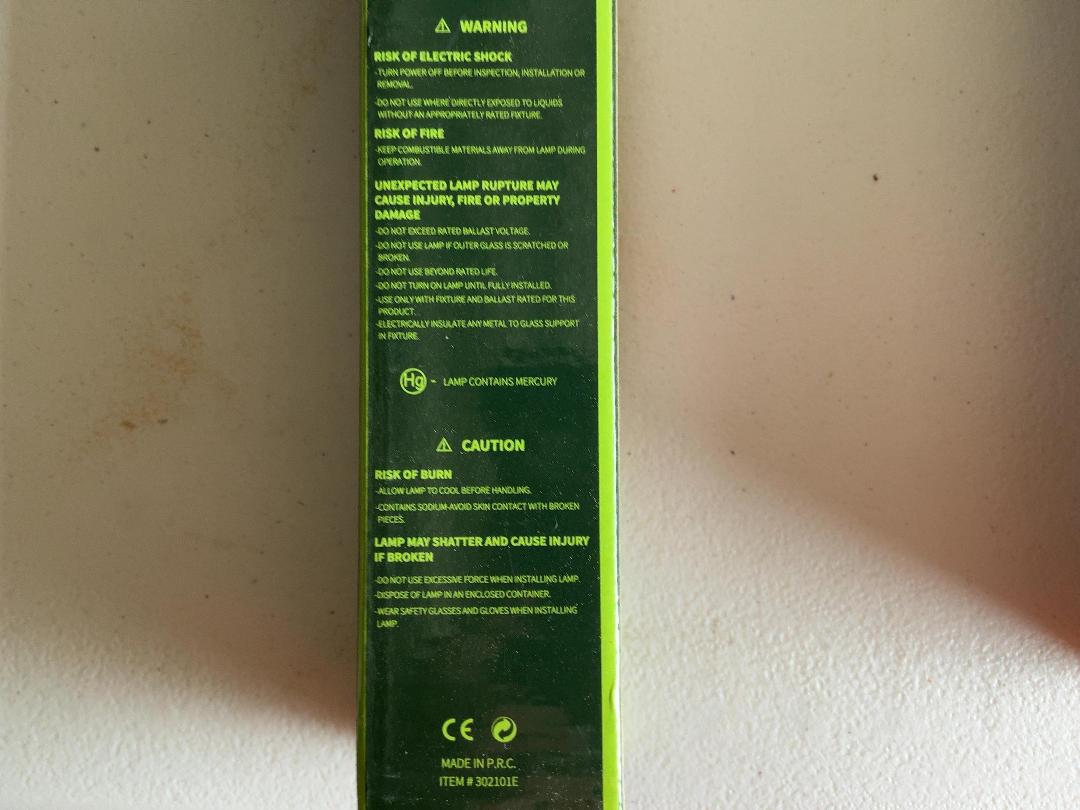 ⚠ WARNING
RISK OF ELECTRIC SHOCK
-TURN POWER OFF BEFORE INSPECTION, INSTALLATION OR
REMOVAL.
-DO NOT USE WHERE DIRECTLY EXPOSED TO LIQUIDS
WITHOUT AN APPROPRIATELY RATED FIXTURE.
RISK OF FIRE
-KEEP COMBUSTIBLE MATERIALS AWAY FROM LAMP DURING
OPERATION.
UNEXPECTED LAMP RUPTURE MAY
CAUSE INJURY, FIRE OR PROPERTY
DAMAGE
-DO NOT EXCEED RATED BALLAST VOLTAGE.
-DO NOT USE LAMP IF OUTER GLASS IS SCRATCHED OR
BROKEN.
-DO NOT USE BEYOND RATED LIFE.
-DO NOT TURN ON LAMP UNTIL FULLY INSTALLED.
-USE ONLY WITH FIXTURE AND BALLAST RATED FOR THIS
PRODUCT.
-ELECTRICALLY INSULATE ANY METAL TO GLASS SUPPORT
IN FIXTURE.
Hg - LAMP CONTAINS MERCURY
⚠ CAUTION
RISK OF BURN
-ALLOW LAMP TO COOL BEFORE HANDLING.
-CONTAINS SODIUM-AVOID SKIN CONTACT WITH BROKEN
PIECES.
LAMP MAY SHATTER AND CAUSE INJURY
IF BROKEN
-DO NOT USE EXCESSIVE FORCE WHEN INSTALLING LAMP.
-DISPOSE OF LAMP IN AN ENCLOSED CONTAINER.
-WEAR SAFETY GLASSES AND GLOVES WHEN INSTALLING
LAMP.
CE
MADE IN P.R.C.
ITEM # 302101E